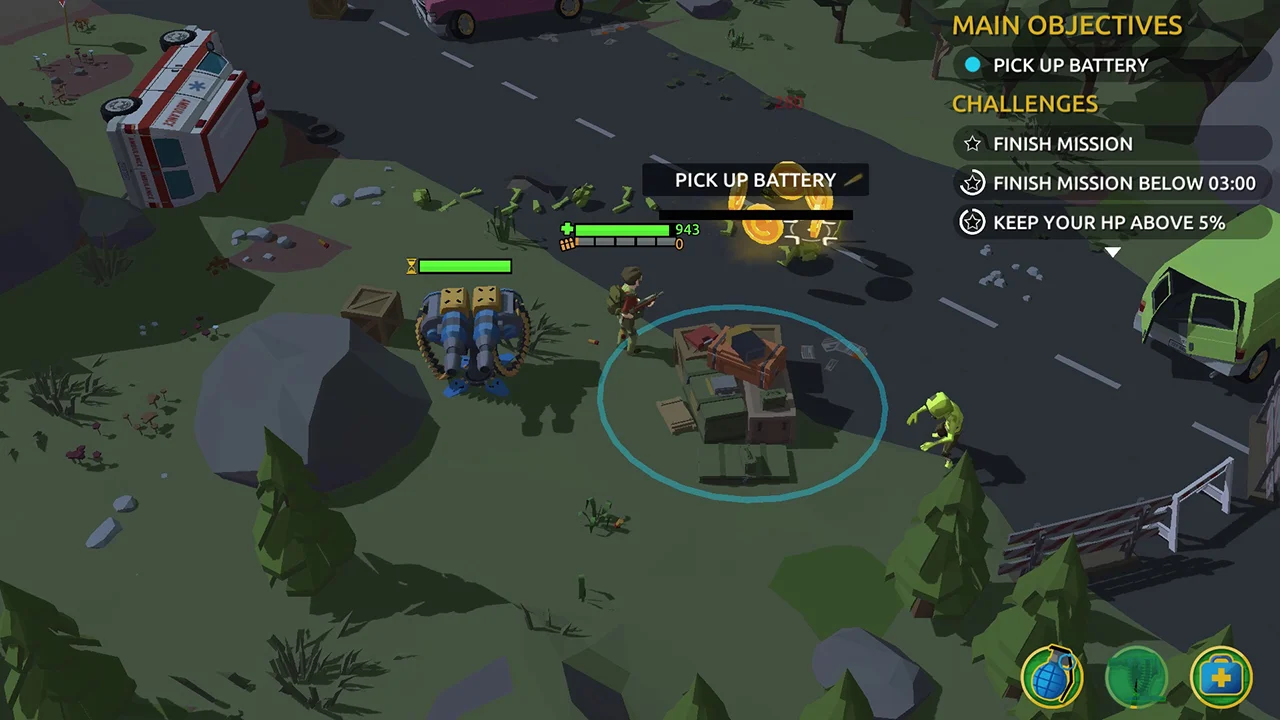 MAIN OBJECTIVES
PICK UP BATTERY
CHALLENGES
FINISH MISSION
FINISH MISSION BELOW 03:00
KEEP YOUR HP ABOVE 5%
PICK UP BATTERY
943
0
AMBULANCE